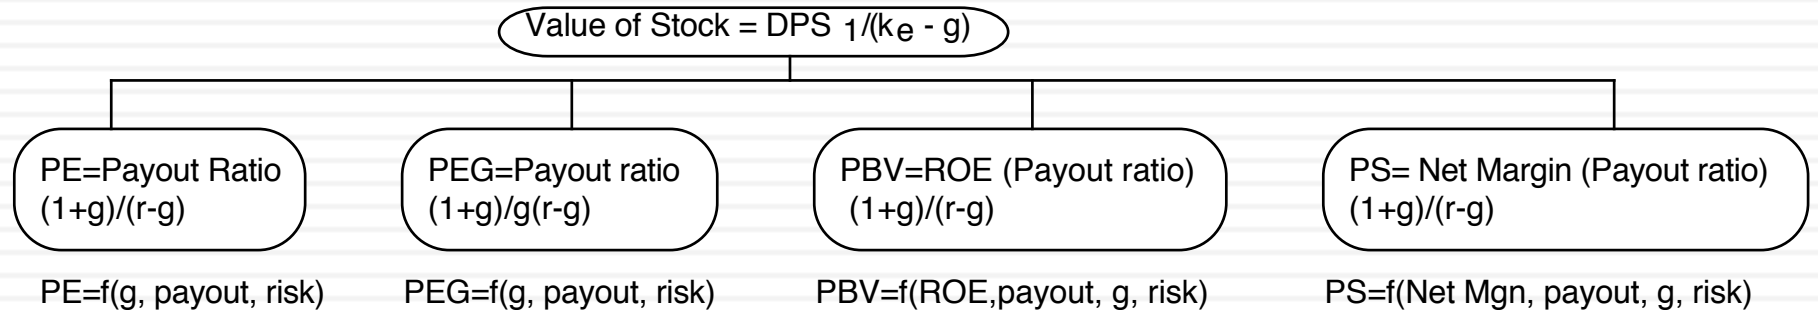 Value of Stock = DPS 1/(ke - g)
PE=Payout Ratio
(1+g)/(r-g)
PEG=Payout ratio
(1+g)/g(r-g)
PBV=ROE (Payout ratio)
(1+g)/(r-g)
PS= Net Margin (Payout ratio)
(1+g)/(r-g)
PE=f(g, payout, risk)
PEG=f(g, payout, risk)
PBV=f(ROE,payout, g, risk)
PS=f(Net Mgn, payout, g, risk)